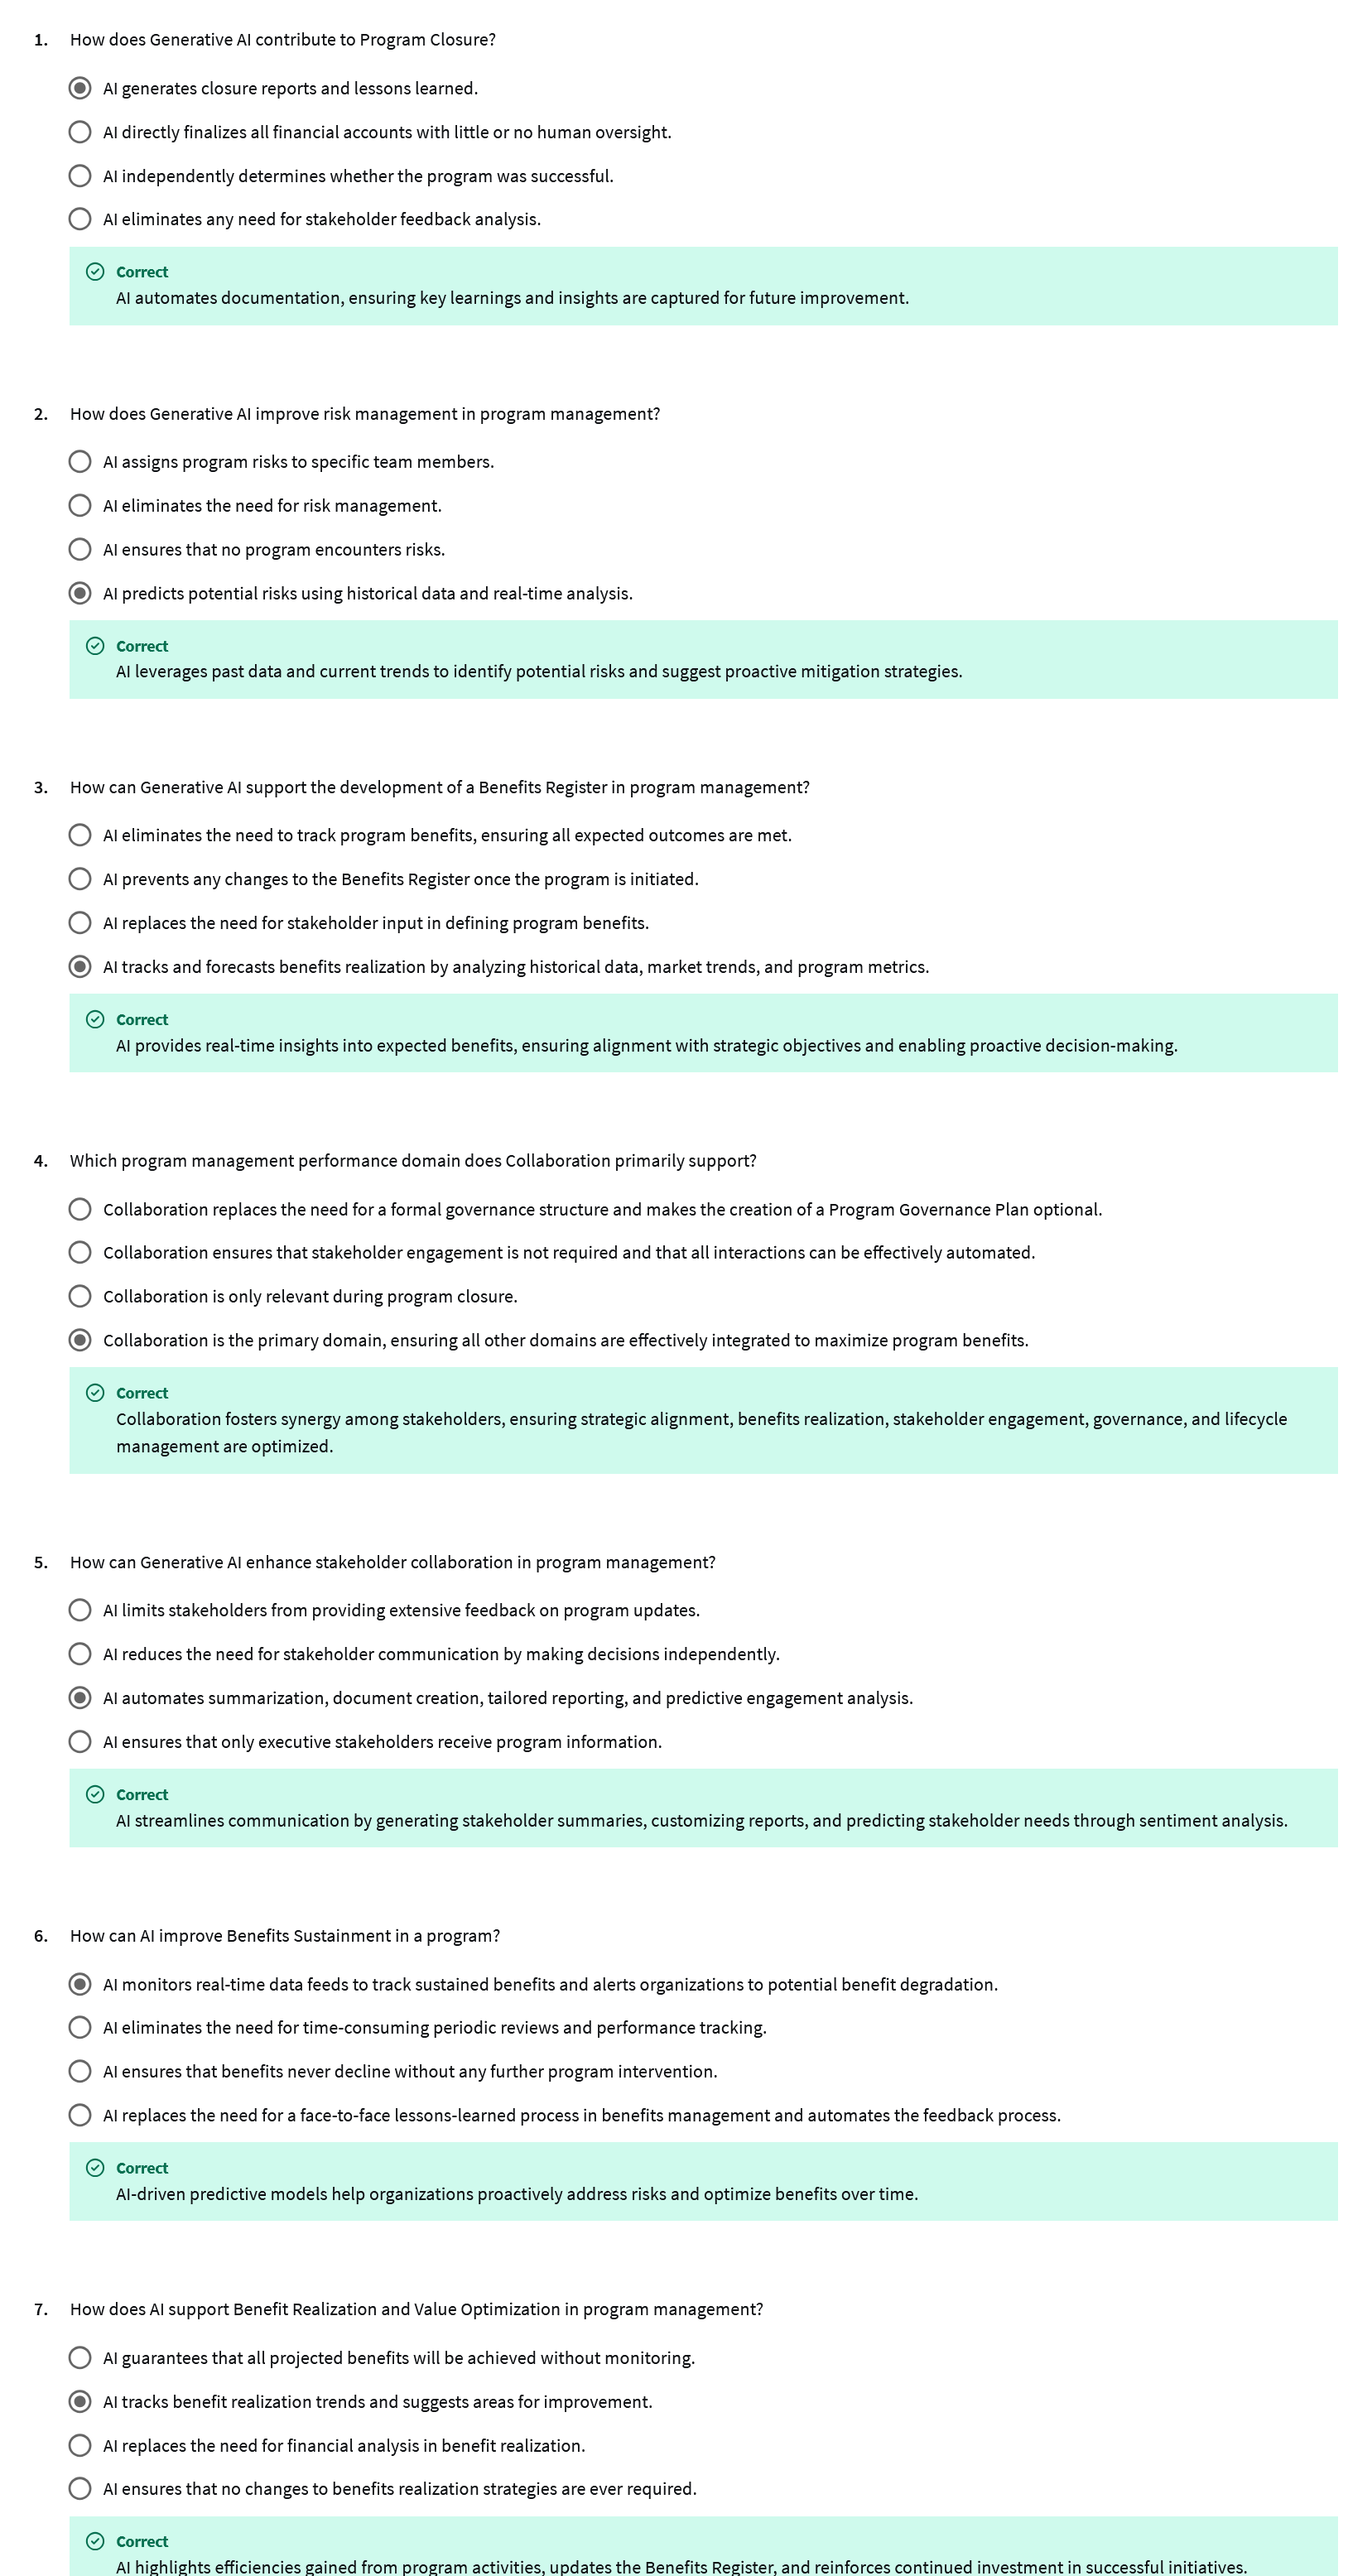 1. How does Generative AI contribute to Program Closure?
AI generates closure reports and lessons learned.
AI directly finalizes all financial accounts with little or no human oversight.
AI independently determines whether the program was successful.
AI eliminates any need for stakeholder feedback analysis.
Correct
AI automates documentation, ensuring key learnings and insights are captured for future improvement.
2. How does Generative AI improve risk management in program management?
AI assigns program risks to specific team members.
AI eliminates the need for risk management.
AI ensures that no program encounters risks.
AI predicts potential risks using historical data and real-time analysis.
Correct
AI leverages past data and current trends to identify potential risks and suggest proactive mitigation strategies.
3. How can Generative AI support the development of a Benefits Register in program management?
AI eliminates the need to track program benefits, ensuring all expected outcomes are met.
AI prevents any changes to the Benefits Register once the program is initiated.
AI replaces the need for stakeholder input in defining program benefits.
AI tracks and forecasts benefits realization by analyzing historical data, market trends, and program metrics.
Correct
AI provides real-time insights into expected benefits, ensuring alignment with strategic objectives and enabling proactive decision-making.
4. Which program management performance domain does Collaboration primarily support?
Collaboration replaces the need for a formal governance structure and makes the creation of a Program Governance Plan optional.
Collaboration ensures that stakeholder engagement is not required and that all interactions can be effectively automated.
Collaboration is only relevant during program closure.
Collaboration is the primary domain, ensuring all other domains are effectively integrated to maximize program benefits.
Correct
Collaboration fosters synergy among stakeholders, ensuring strategic alignment, benefits realization, stakeholder engagement, governance, and lifecycle
management are optimized.
5. How can Generative AI enhance stakeholder collaboration in program management?
AI limits stakeholders from providing extensive feedback on program updates.
AI reduces the need for stakeholder communication by making decisions independently.
AI automates summarization, document creation, tailored reporting, and predictive engagement analysis.
AI ensures that only executive stakeholders receive program information.
Correct
AI streamlines communication by generating stakeholder summaries, customizing reports, and predicting stakeholder needs through sentiment analysis.
6. How can AI improve Benefits Sustainment in a program?
AI monitors real-time data feeds to track sustained benefits and alerts organizations to potential benefit degradation.
AI eliminates the need for time-consuming periodic reviews and performance tracking.
AI ensures that benefits never decline without any further program intervention.
AI replaces the need for a face-to-face lessons-learned process in benefits management and automates the feedback process.
Correct
AI-driven predictive models help organizations proactively address risks and optimize benefits over time.
7. How does AI support Benefit Realization and Value Optimization in program management?
AI guarantees that all projected benefits will be achieved without monitoring.
AI tracks benefit realization trends and suggests areas for improvement.
AI replaces the need for financial analysis in benefit realization.
AI ensures that no changes to benefits realization strategies are ever required.
Correct
AI highlights efficiencies gained from program activities, updates the Benefits Register, and reinforces continued investment in successful initiatives.